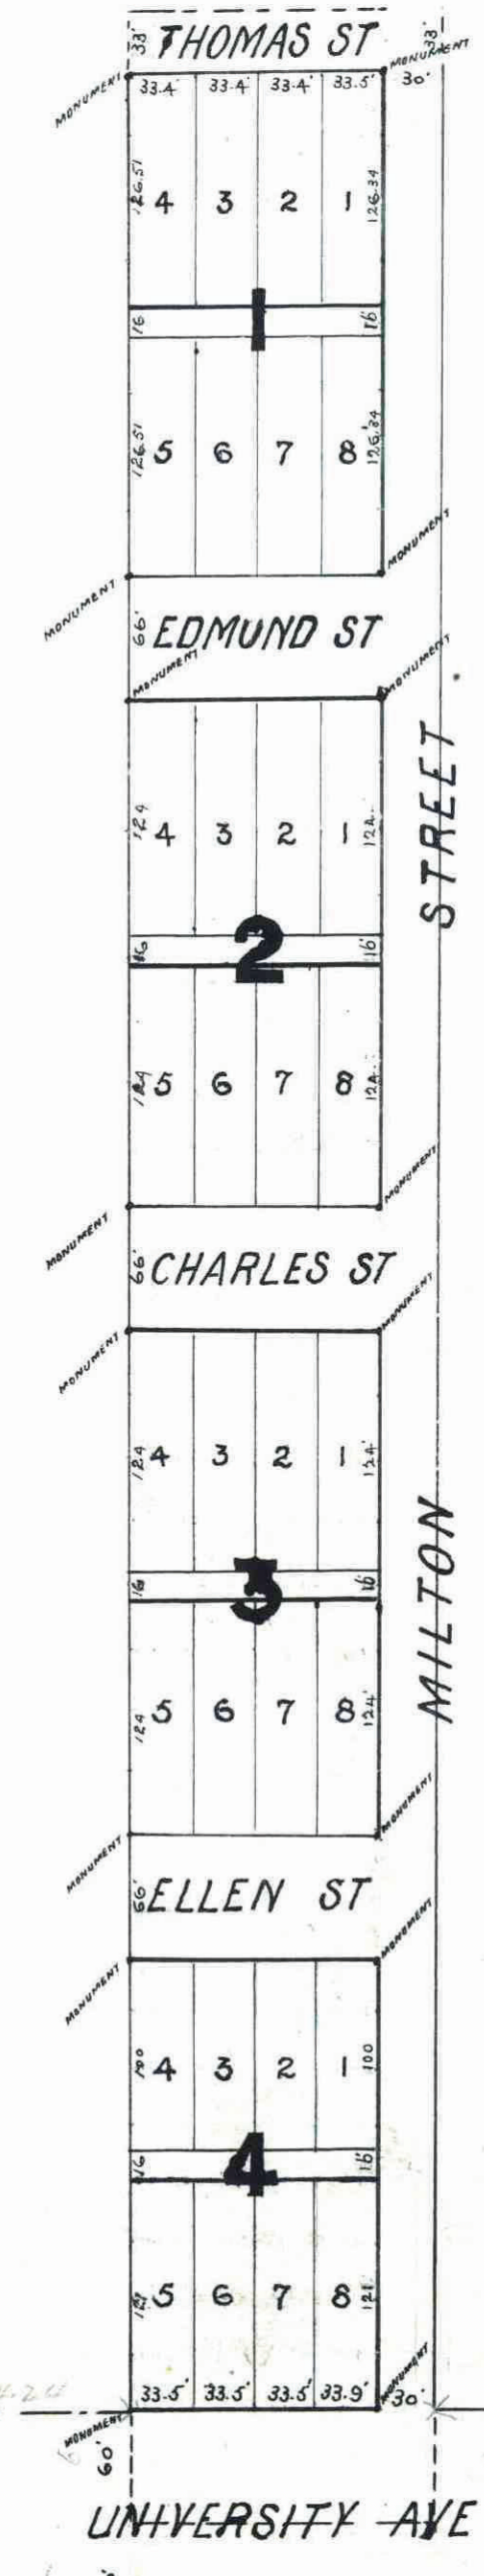 33' THOMAS ST 33'
MONUMENT MONUMENT
33.4' 33.4' 33.4' 33.5' 30'
126.51 4 3 2 1 126.34
16 1 16'
126.51 5 6 7 8 126.34'
MONUMENT MONUMENT
66' EDMUND ST
MONUMENT MONUMENT
124 4 3 2 1 124
16 2 16'
124 5 6 7 8 124
MONUMENT MONUMENT
66' CHARLES ST
MONUMENT MONUMENT
124 4 3 2 1 124'
16 3 16'
124 5 6 7 8 124'
MONUMENT MONUMENT
66' ELLEN ST
MONUMENT MONUMENT
100 4 3 2 1 100
16 4 16'
5 6 7 8
33.5' 33.5' 33.5' 33.9' 30'
MONUMENT MONUMENT
60'
UNIVERSITY AVE
MILTON STREET